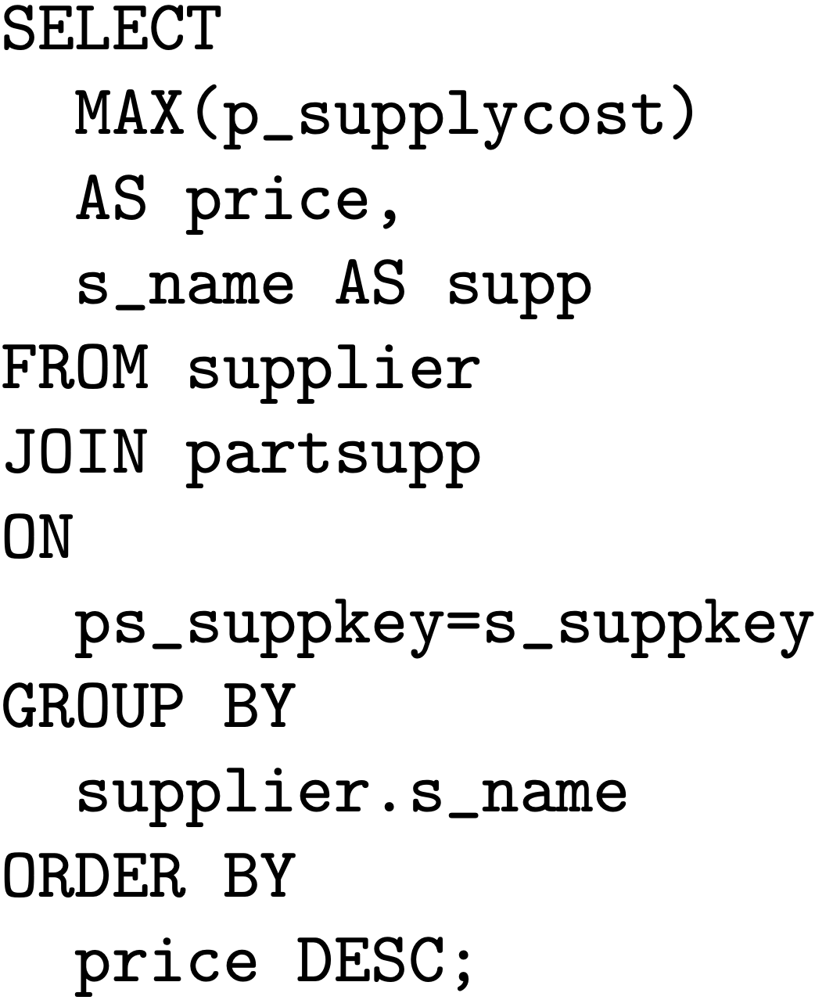 SELECT
  MAX(p_supplycost)
  AS price,
  s_name AS supp
FROM supplier
JOIN partsupp
ON
  ps_suppkey=s_suppkey
GROUP BY
  supplier.s_name
ORDER BY
  price DESC;